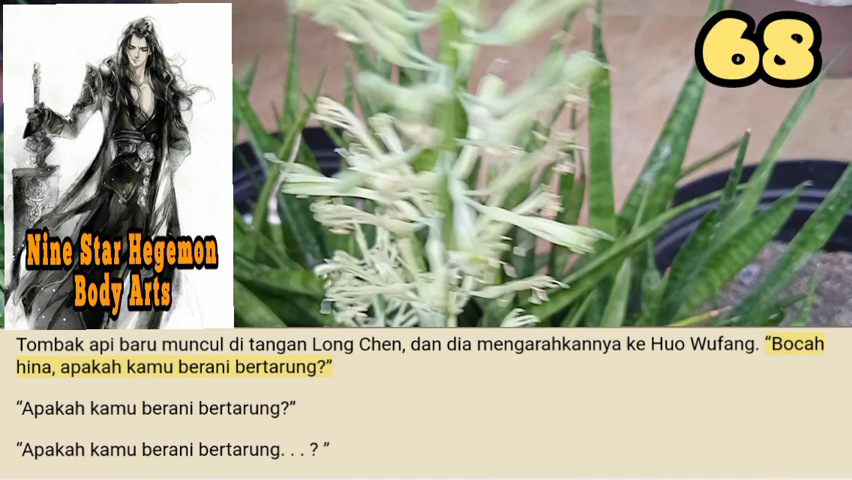 68
Nine Star Hegemon
Body Arts
Tombak api baru muncul di tangan Long Chen, dan dia mengarahkannya ke Huo Wufang. “Bocah
hina, apakah kamu berani bertarung?”
“Apakah kamu berani bertarung?”
“Apakah kamu berani bertarung. . . ? ”